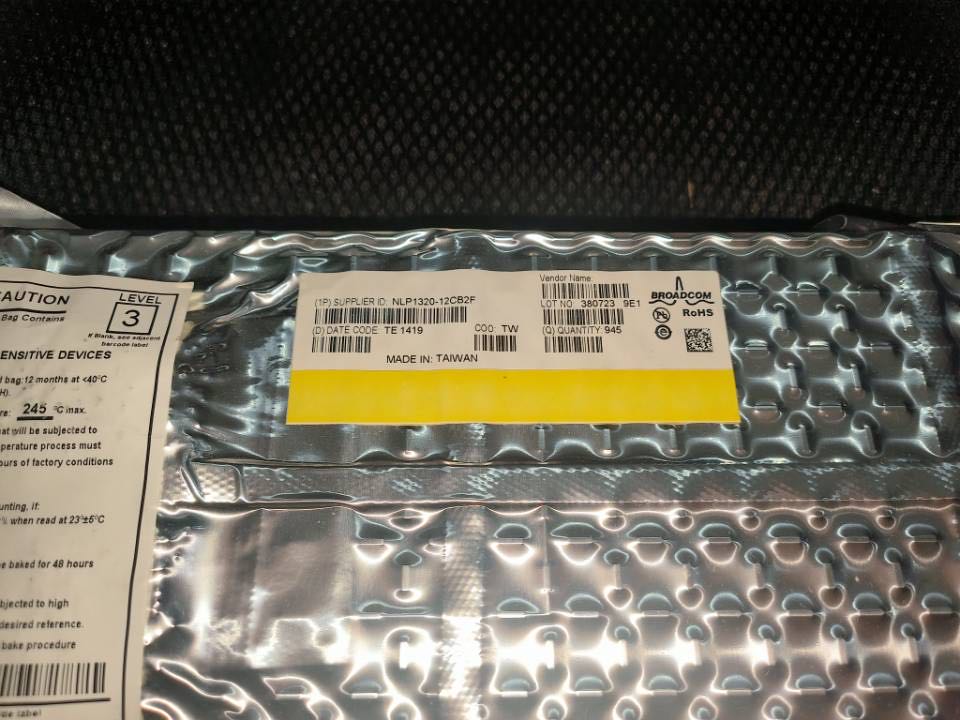 CAUTION
Bag Contains
LEVEL
3
If Blank, see adjacent
barcode label
ENSITIVE DEVICES
d bag: 12 months at <40°C
H).
re: 245 °C max.
at will be subjected to
perature process must
ours of factory conditions
unting, if:
% when read at 23°±5°C
e baked for 48 hours
bjected to high
desired reference.
bake procedure
label
(1P) SUPPLIER ID: NLP1320-12CB2F
(D) DATE CODE: TE 1419
COO: TW
MADE IN: TAIWAN
Vendor Name:
LOT NO: 380723 9E1
(Q) QUANTITY: 945
BROADCOM
Pb
RoHS